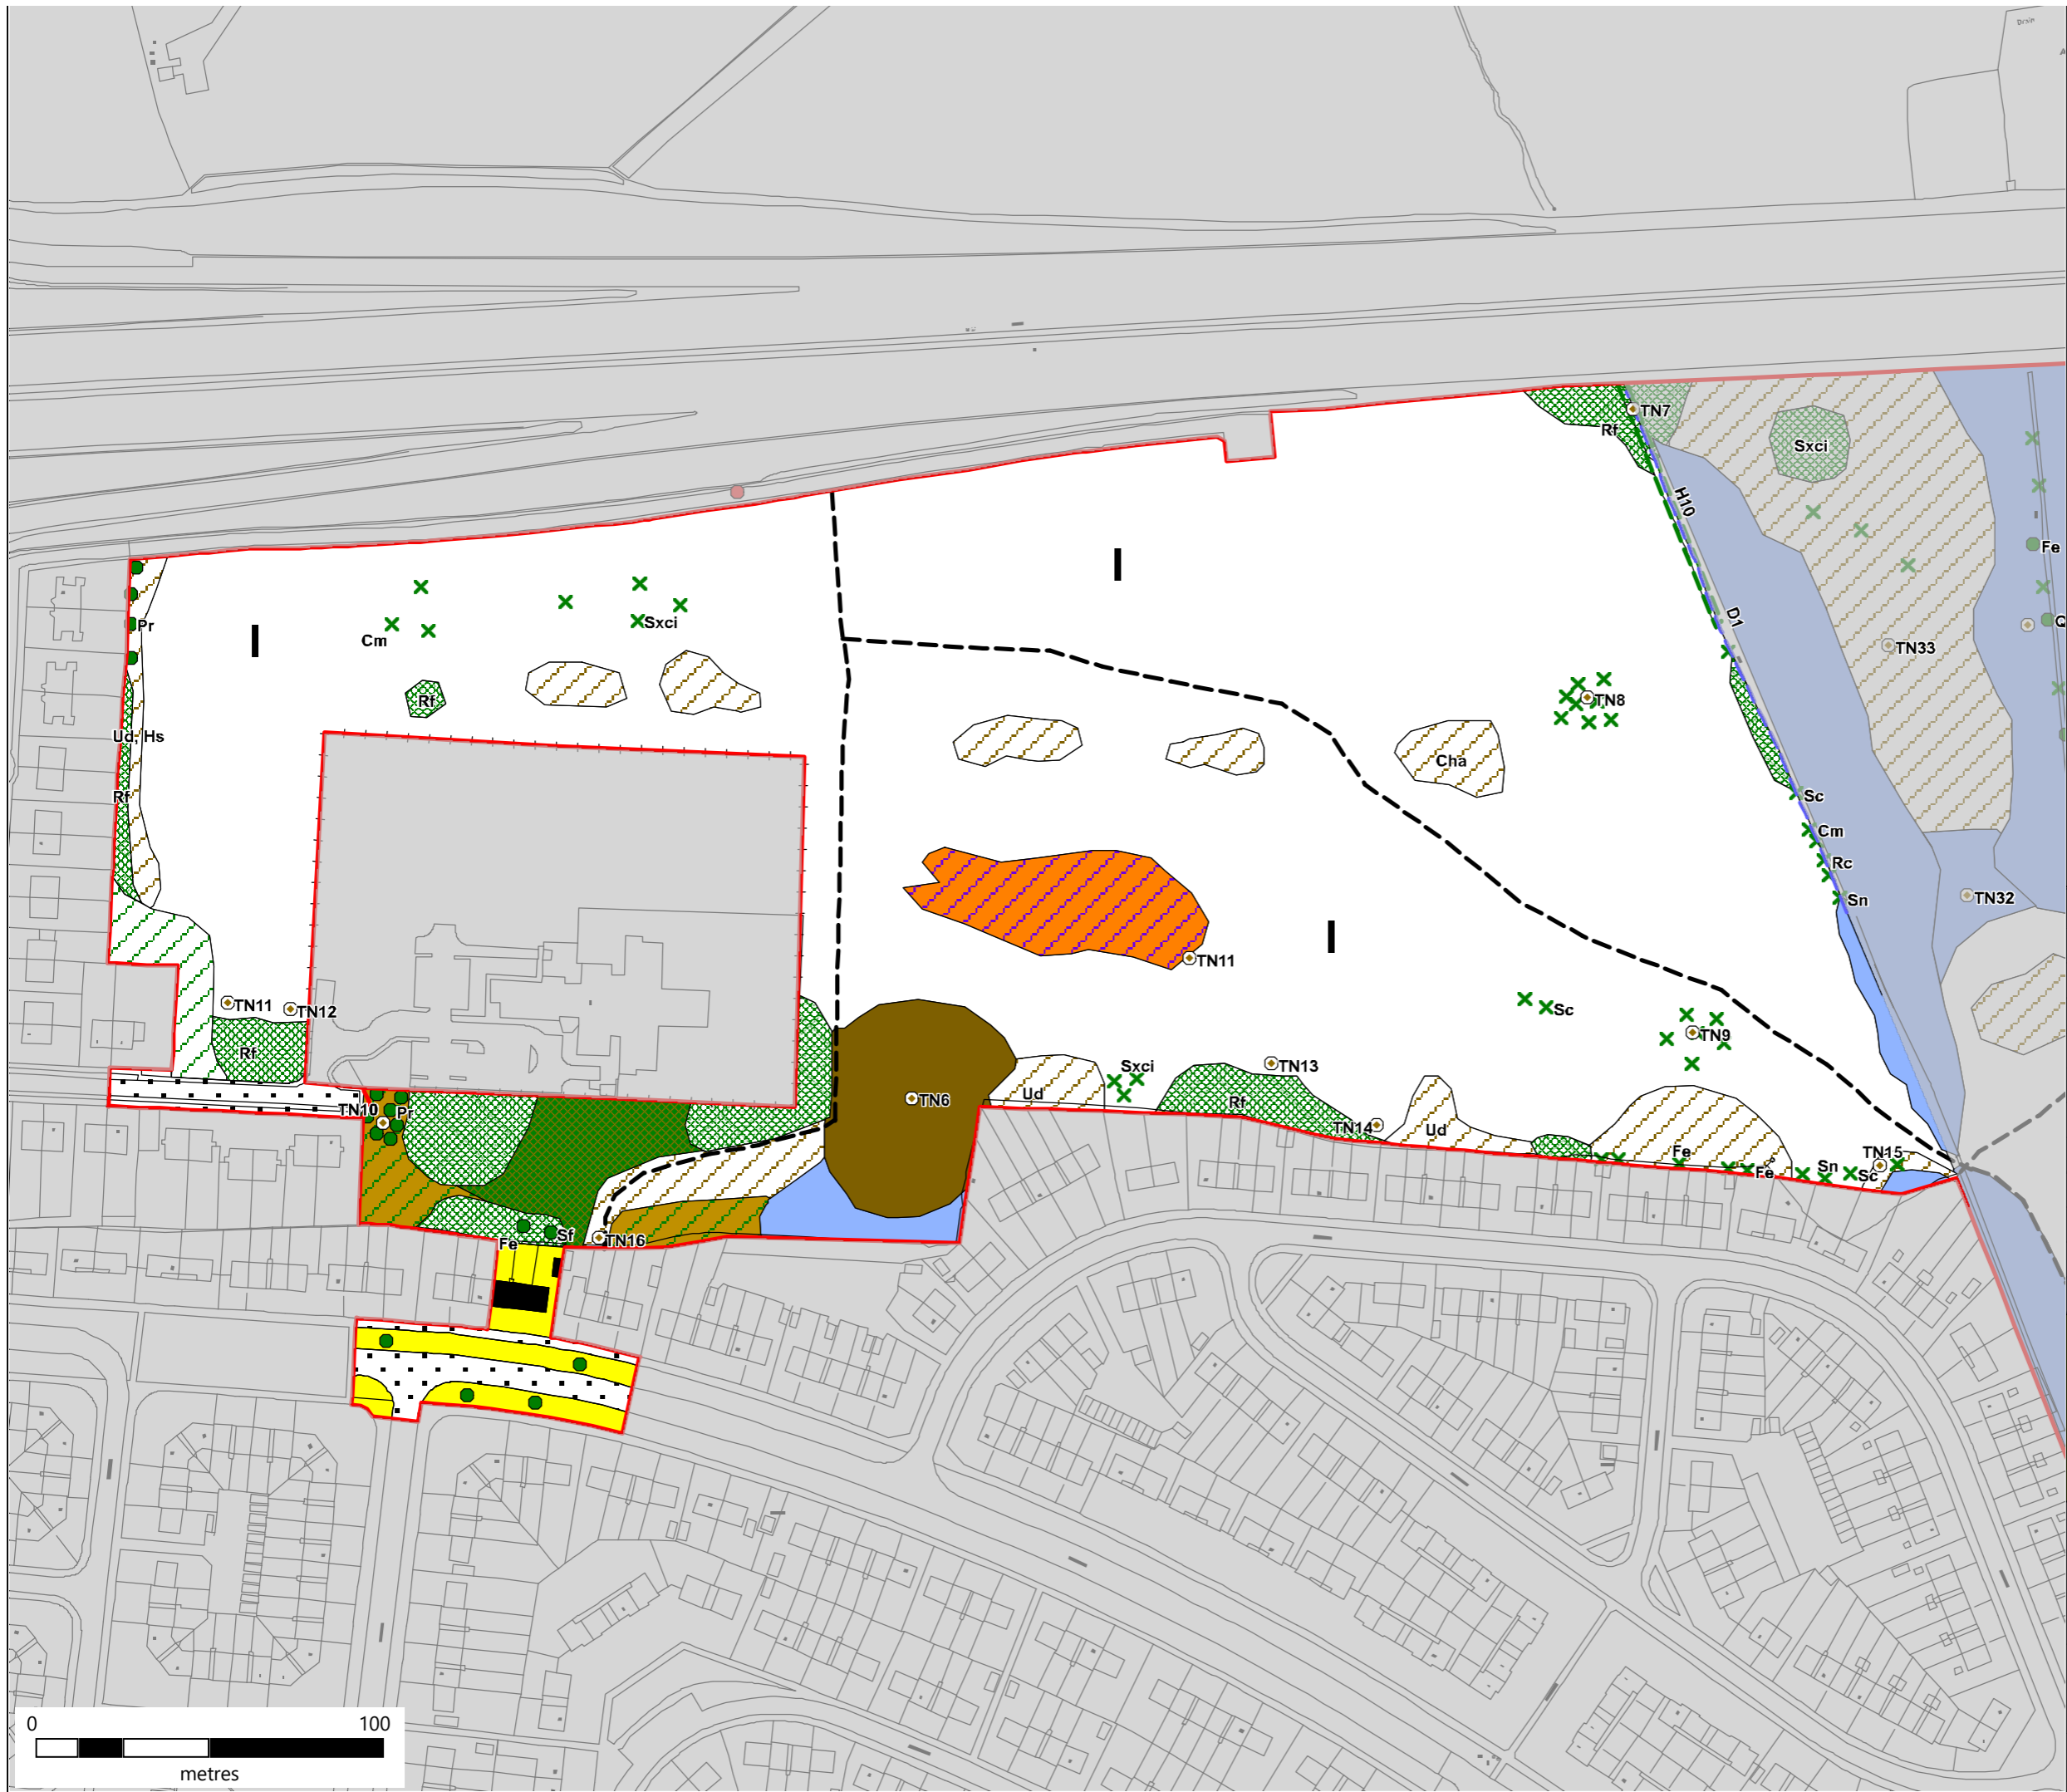 Drain
TN7
Rf
Sxci
H10
Fe
I
Pr
I
Cm
Sxci
D1
Q
TN33
Rf
TN8
Ud, Hs
Cha
Rf
Sc
Cm
Rc
Sn
TN32
I
TN11
TN11
TN12
Sc
TN9
Rf
Sxci
TN13
TN6
Ud
Rf
TN10
Pr
TN14
Ud
Fe
TN15
Fe
Sn
Sc
Sf
Fe
TN16
0
100
metres